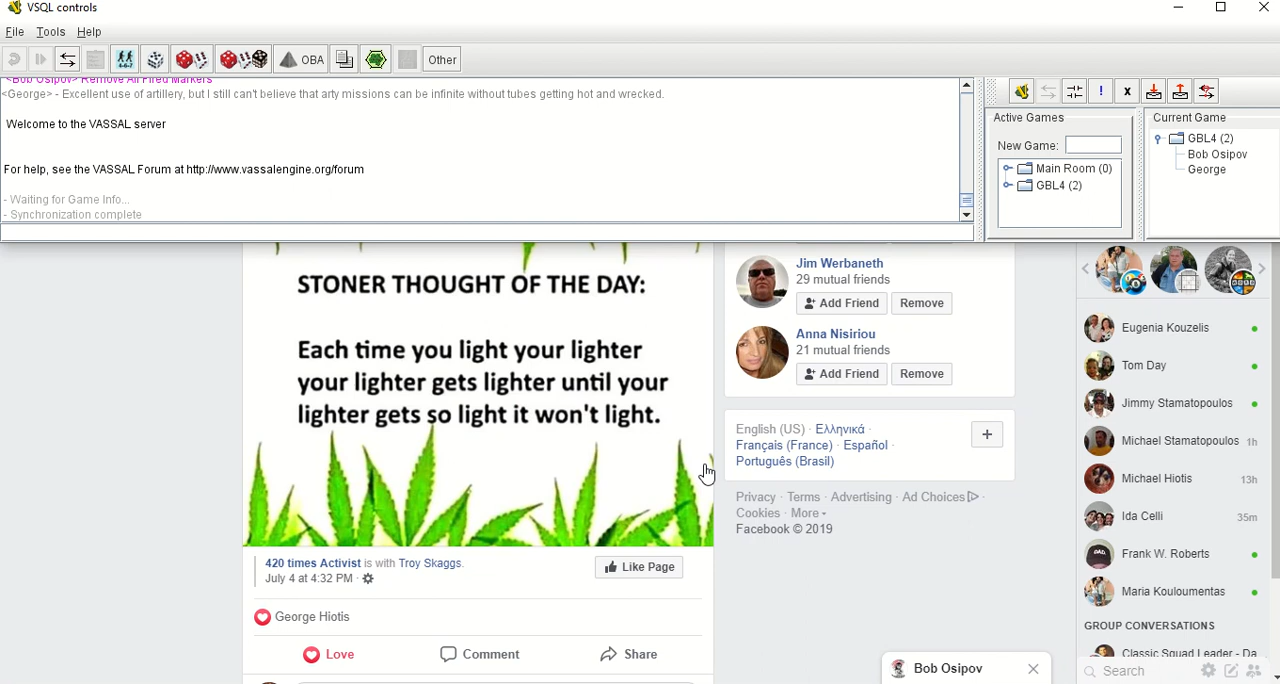 VSQL controls
File Tools Help
OBA Other
<Bob Osipov> Remove All Fired Markers
<George> - Excellent use of artillery, but I still can't believe that arty missions can be infinite without tubes getting hot and wrecked.
Welcome to the VASSAL server
For help, see the VASSAL Forum at http://www.vassalengine.org/forum
- Waiting for Game Info...
- Synchronization complete
Active Games
New Game:
Main Room (0)
GBL4 (2)
Current Game
GBL4 (2)
Bob Osipov
George
STONER THOUGHT OF THE DAY:
Each time you light your lighter
your lighter gets lighter until your
lighter gets so light it won't light.
420 times Activist is with Troy Skaggs.
July 4 at 4:32 PM ·
Like Page
George Hiotis
Love Comment Share
Jim Werbaneth
29 mutual friends
Add Friend Remove
Anna Nisiriou
21 mutual friends
Add Friend Remove
English (US) · Ελληνικά ·
Français (France) · Español ·
Português (Brasil)
Privacy · Terms · Advertising · Ad Choices ·
Cookies · More
Facebook © 2019
Eugenia Kouzelis
Tom Day
Jimmy Stamatopoulos
Michael Stamatopoulos 1h
Michael Hiotis 13h
Ida Celli 35m
DAD
Frank W. Roberts
Maria Kouloumentas
GROUP CONVERSATIONS
Classic Squad Leader - Da
Bob Osipov
Search